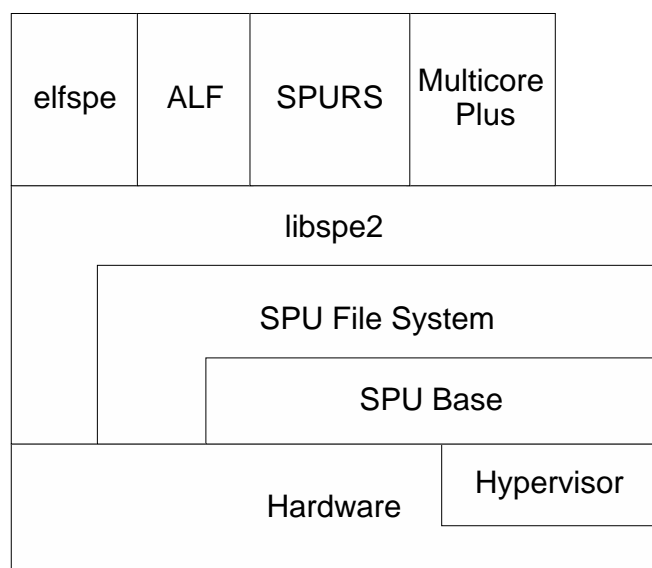 elfspe
ALF
SPURS
Multicore
Plus
libspe2
SPU File System
SPU Base
Hypervisor
Hardware